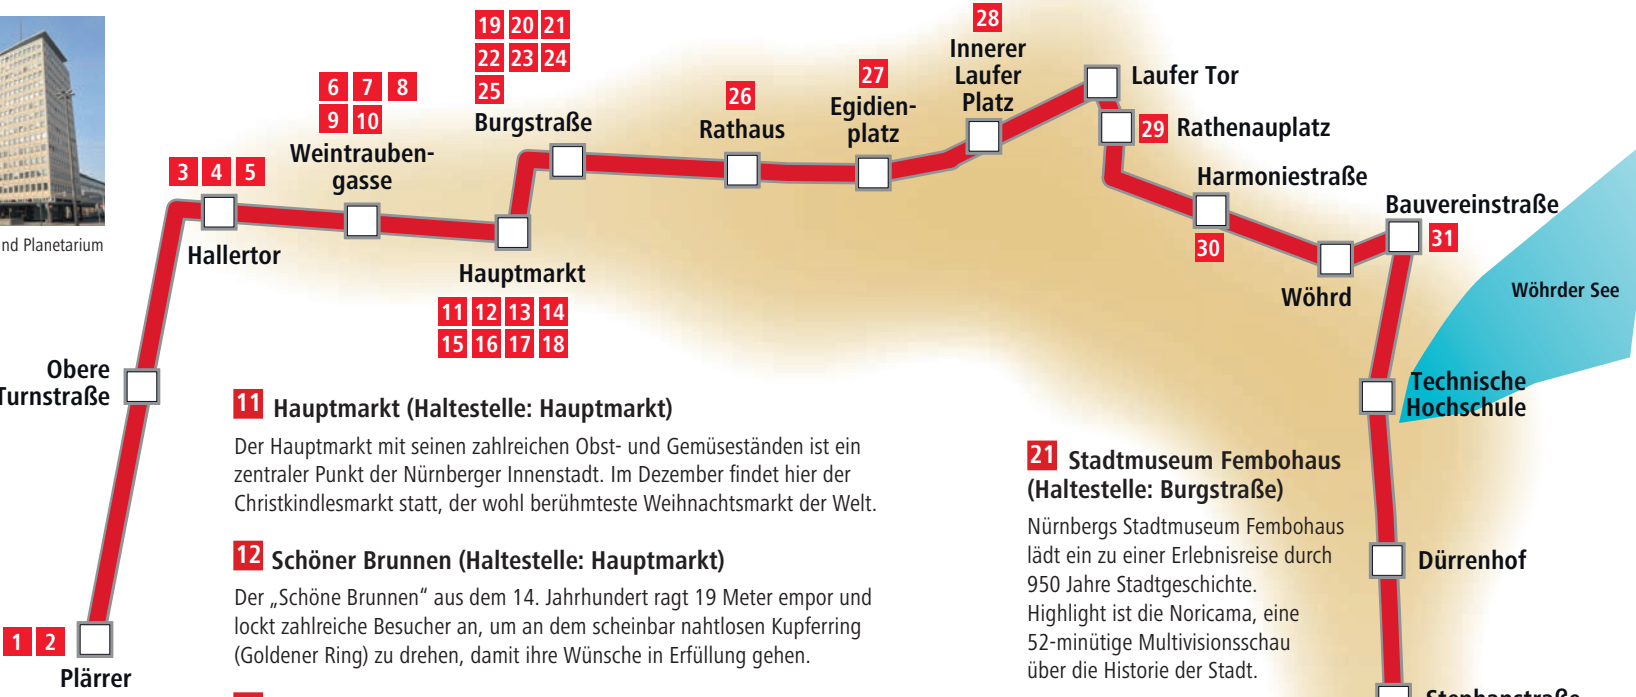 19 20 21
22 23 24
25
Burgstraße
28
Innerer
Laufer
Platz
Laufer Tor
6 7 8
9 10
Weintrauben-
gasse
26
Rathaus
27
Egidien-
platz
29 Rathenauplatz
3 4 5
Hallertor
Harmoniestraße
30
Bauvereinstraße
31
nd Planetarium
Hauptmarkt
11 12 13 14
15 16 17 18
Wöhrd
Wöhrder See
Obere
Turnstraße
Technische
Hochschule
11 Hauptmarkt (Haltestelle: Hauptmarkt)
Der Hauptmarkt mit seinen zahlreichen Obst- und Gemüseständen ist ein
zentraler Punkt der Nürnberger Innenstadt. Im Dezember findet hier der
Christkindlesmarkt statt, der wohl berühmteste Weihnachtsmarkt der Welt.
12 Schöner Brunnen (Haltestelle: Hauptmarkt)
Der „Schöne Brunnen“ aus dem 14. Jahrhundert ragt 19 Meter empor und
lockt zahlreiche Besucher an, um an dem scheinbar nahtlosen Kupferring
(Goldener Ring) zu drehen, damit ihre Wünsche in Erfüllung gehen.
21 Stadtmuseum Fembohaus
(Haltestelle: Burgstraße)
Nürnbergs Stadtmuseum Fembohaus
lädt ein zu einer Erlebnisreise durch
950 Jahre Stadtgeschichte.
Highlight ist die Noricama, eine
52-minütige Multivisionsschau
über die Historie der Stadt.
Dürrenhof
1 2
Plärrer
Stephanstraße